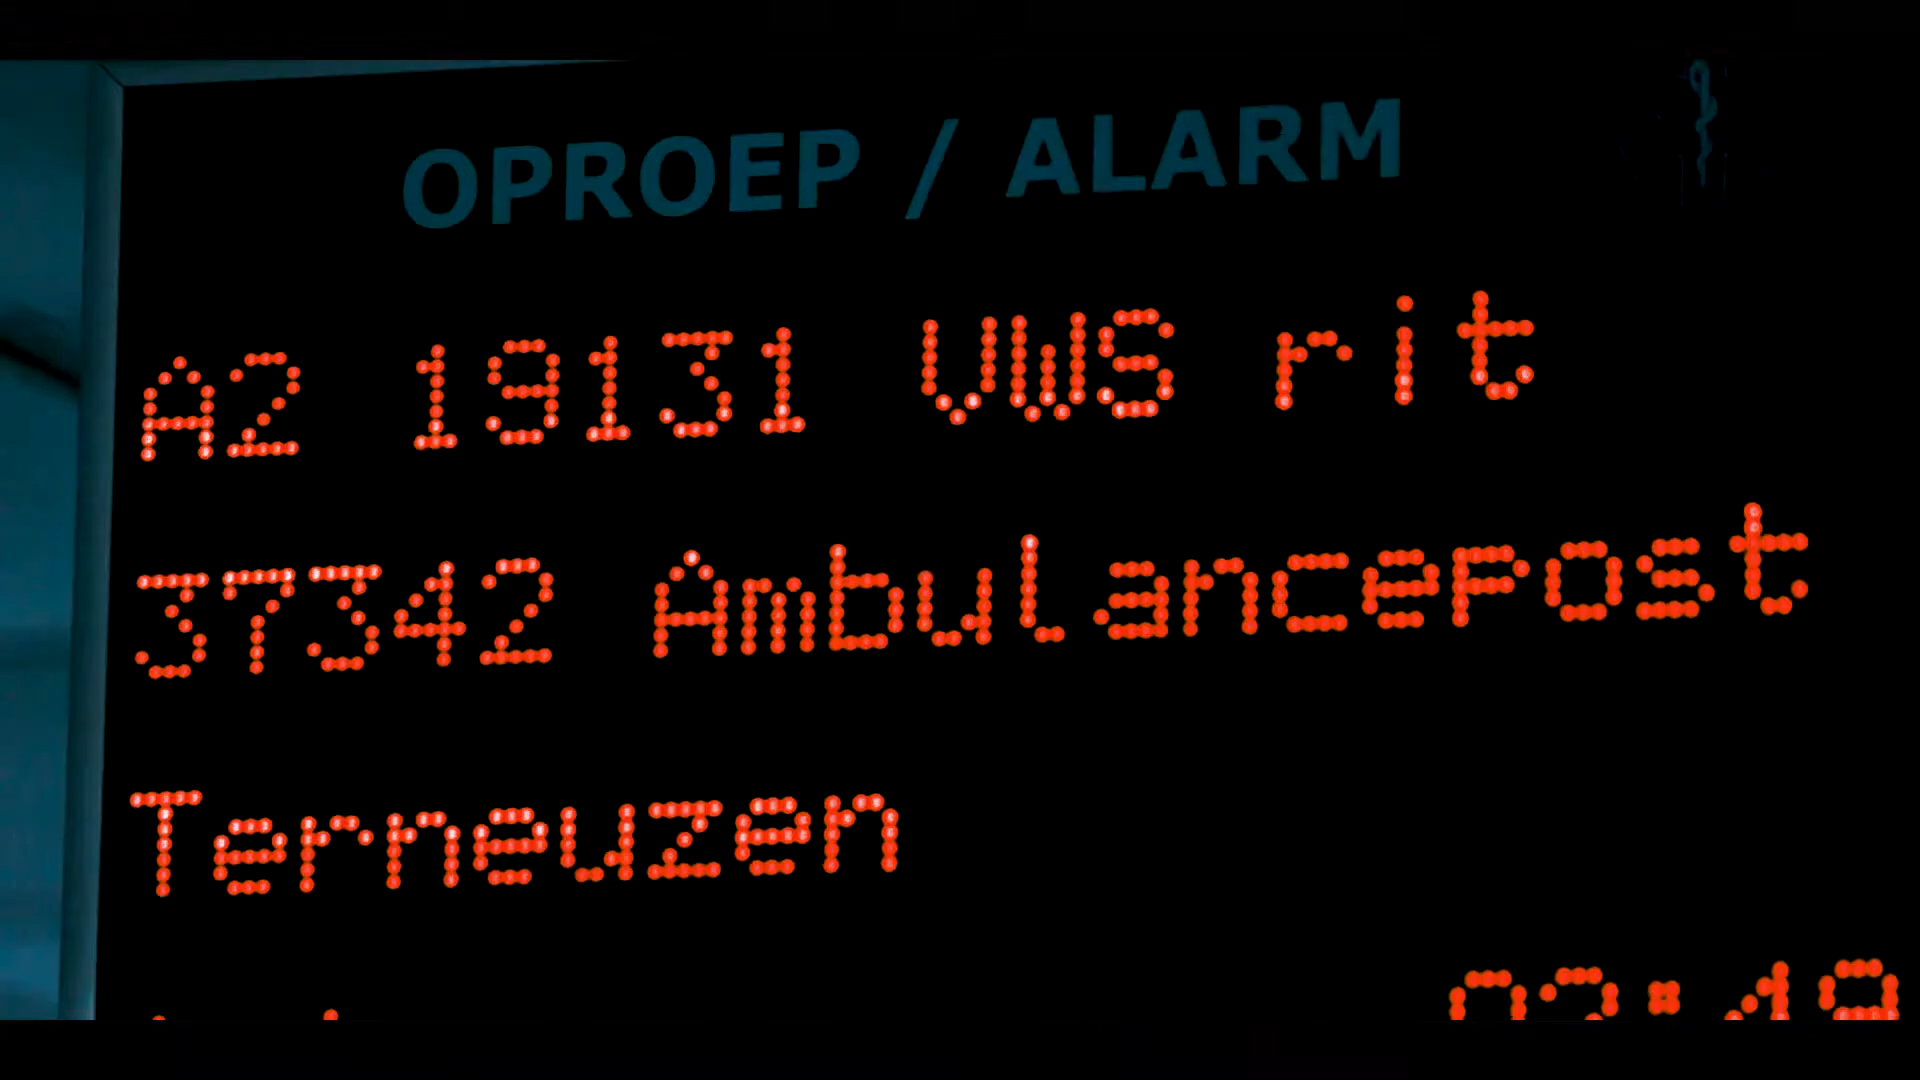 OPROEP / ALARM
A2 19131 VWS rit
37342 Ambulancepost
Terneuzen